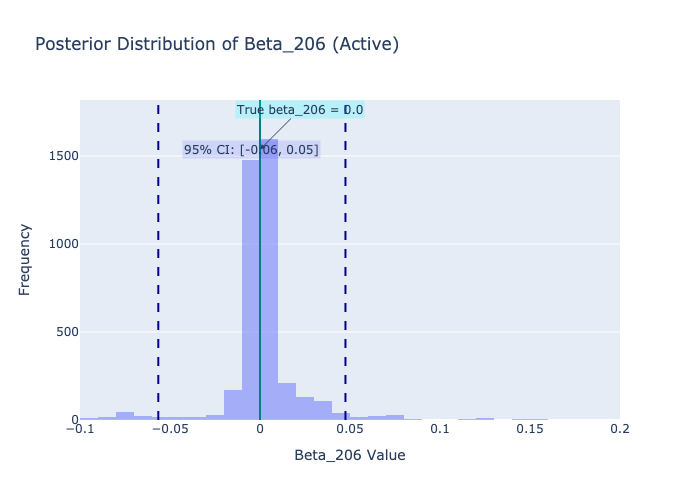 Posterior Distribution of Beta_206 (Active)
True beta_206 = 0.0
95% CI: [-0.06, 0.05]
1500
1000
500
0
Frequency
−0.1 −0.05 0 0.05 0.1 0.15 0.2
Beta_206 Value